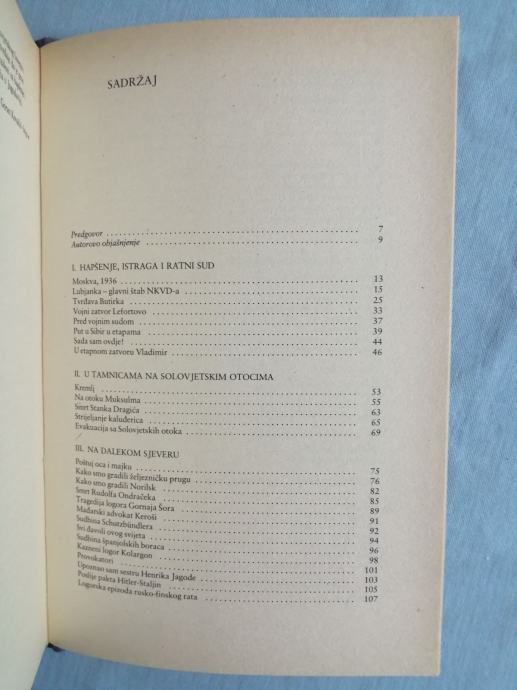 SADRŽAJ
Predgovor 7
Autorovo objašnjenje 9
I. HAPŠENJE, ISTRAGA I RATNI SUD
Moskva, 1936 13
Lubjanka – glavni štab NKVD-a 15
Tvrđava Butirka 25
Vojni zatvor Lefortovo 33
Pred vojnim sudom 37
Put u Sibir u etapama 39
Sada sam ovdje! 44
U etapnom zatvoru Vladimir 46
II. U TAMNICAMA NA SOLOVJETSKIM OTOCIMA
Kremlj 53
Na otoku Muksulma 55
Smrt Stanka Dragića 63
Strijeljanje kaluđerica 65
Evakuacija sa Solovjetskih otoka 69
III. NA DALEKOM SJEVERU
Poštuj oca i majku 75
Kako smo gradili željezničku prugu 76
Kako smo gradili Norilsk 82
Smrt Rudolfa Ondračeka 85
Tragedija logora Gornaja Šora 89
Mađarski advokat Keroši 91
Sudbina Schutzbündlera 92
Svi đavoli ovog svijeta 94
Sudbina španjolskih boraca 96
Kazneni logor Kolargon 98
Provokatori 101
Upoznao sam sestru Henrika Jagode 103
Poslije pakta Hitler-Staljin 105
Logorska epizoda rusko-finskog rata 107